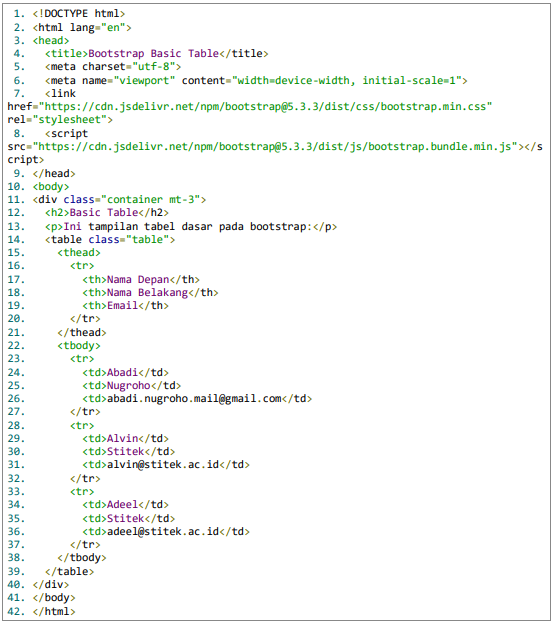 1. <!DOCTYPE html>
2. <html lang="en">
3. <head>
4.   <title>Bootstrap Basic Table</title>
5.   <meta charset="utf-8">
6.   <meta name="viewport" content="width=device-width, initial-scale=1">
7.   <link
href="https://cdn.jsdelivr.net/npm/bootstrap@5.3.3/dist/css/bootstrap.min.css"
rel="stylesheet">
8.   <script
src="https://cdn.jsdelivr.net/npm/bootstrap@5.3.3/dist/js/bootstrap.bundle.min.js"></s
cript>
9. </head>
10. <body>
11. <div class="container mt-3">
12.   <h2>Basic Table</h2>
13.   <p>Ini tampilan tabel dasar pada bootstrap:</p>
14.   <table class="table">
15.     <thead>
16.       <tr>
17.         <th>Nama Depan</th>
18.         <th>Nama Belakang</th>
19.         <th>Email</th>
20.       </tr>
21.     </thead>
22.     <tbody>
23.       <tr>
24.         <td>Abadi</td>
25.         <td>Nugroho</td>
26.         <td>abadi.nugroho.mail@gmail.com</td>
27.       </tr>
28.       <tr>
29.         <td>Alvin</td>
30.         <td>Stitek</td>
31.         <td>alvin@stitek.ac.id</td>
32.       </tr>
33.       <tr>
34.         <td>Adeel</td>
35.         <td>Stitek</td>
36.         <td>adeel@stitek.ac.id</td>
37.       </tr>
38.     </tbody>
39.   </table>
40. </div>
41. </body>
42. </html>